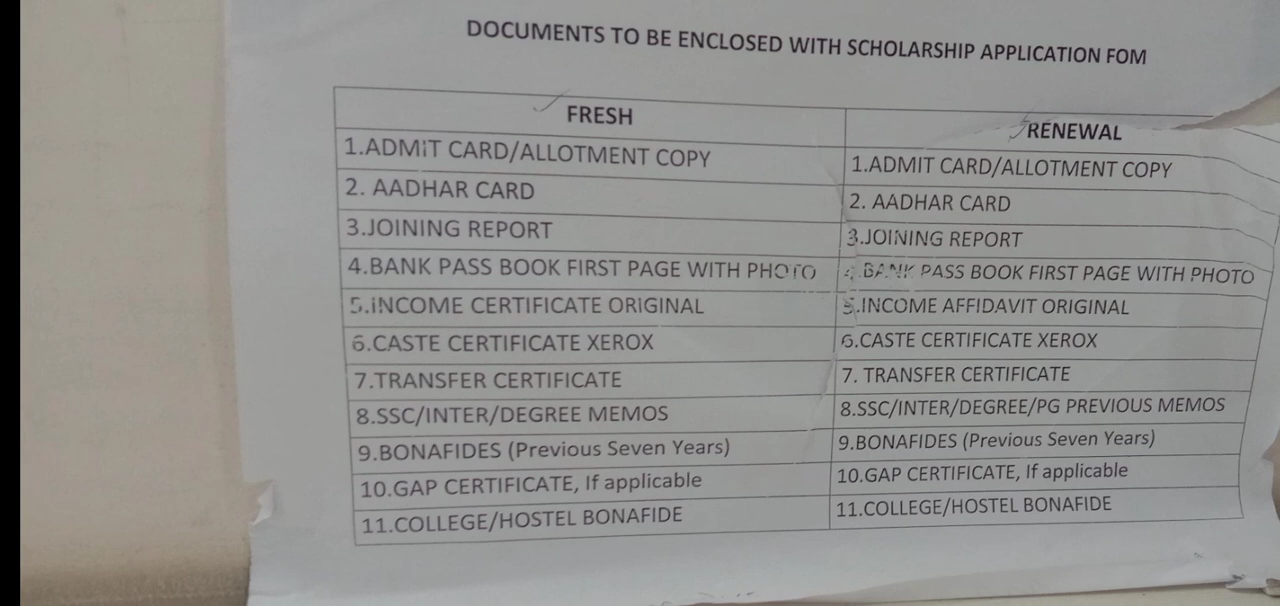 DOCUMENTS TO BE ENCLOSED WITH SCHOLARSHIP APPLICATION FOM
FRESH
RENEWAL
1.ADMIT CARD/ALLOTMENT COPY
1.ADMIT CARD/ALLOTMENT COPY
2. AADHAR CARD
2. AADHAR CARD
3.JOINING REPORT
3.JOINING REPORT
4.BANK PASS BOOK FIRST PAGE WITH PHOTO
4.BANK PASS BOOK FIRST PAGE WITH PHOTO
5.INCOME CERTIFICATE ORIGINAL
5.INCOME AFFIDAVIT ORIGINAL
6.CASTE CERTIFICATE XEROX
6.CASTE CERTIFICATE XEROX
7.TRANSFER CERTIFICATE
7. TRANSFER CERTIFICATE
8.SSC/INTER/DEGREE MEMOS
8.SSC/INTER/DEGREE/PG PREVIOUS MEMOS
9.BONAFIDES (Previous Seven Years)
9.BONAFIDES (Previous Seven Years)
10.GAP CERTIFICATE, If applicable
10.GAP CERTIFICATE, If applicable
11.COLLEGE/HOSTEL BONAFIDE
11.COLLEGE/HOSTEL BONAFIDE